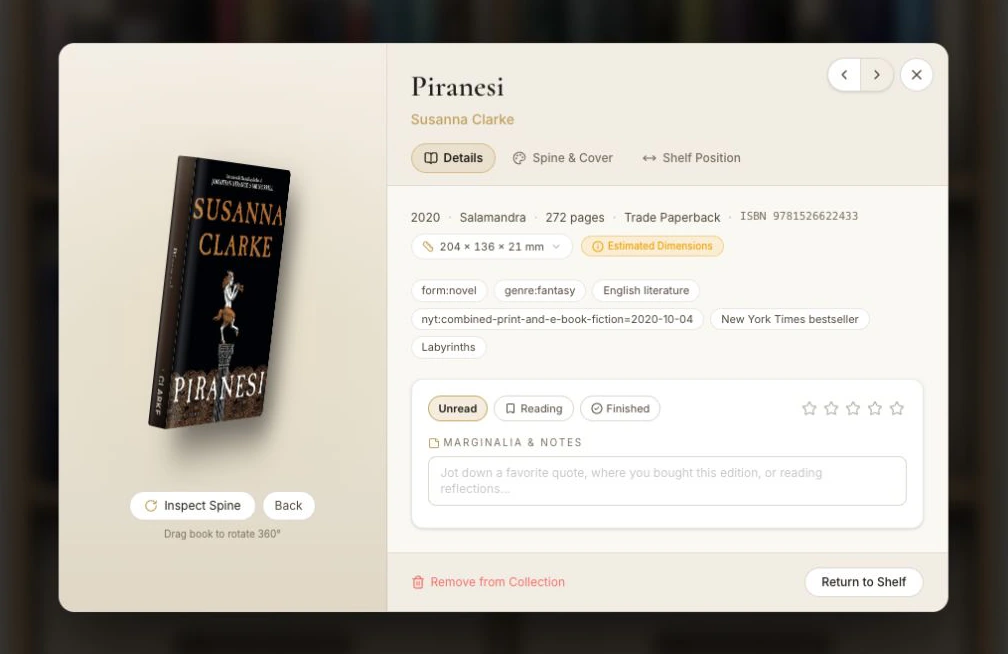 Piranesi
Susanna Clarke
Details
Spine & Cover
Shelf Position
2020 · Salamandra · 272 pages · Trade Paperback · ISBN 9781526622433
204 × 136 × 21 mm
Estimated Dimensions
form:novel
genre:fantasy
English literature
nyt:combined-print-and-e-book-fiction=2020-10-04
New York Times bestseller
Labyrinths
Unread
Reading
Finished
MARGINALIA & NOTES
Jot down a favorite quote, where you bought this edition, or reading
reflections...
Remove from Collection
Return to Shelf
SUSANNA
CLARKE
PIRANESI
CLARKE
Inspect Spine
Back
Drag book to rotate 360°